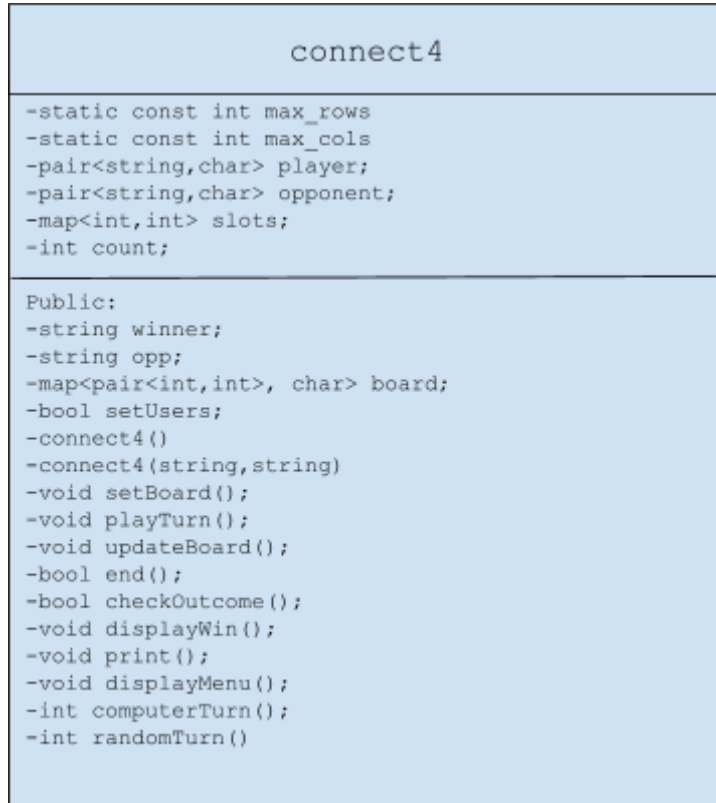 connect4
-static const int max_rows
-static const int max_cols
-pair<string,char> player;
-pair<string,char> opponent;
-map<int,int> slots;
-int count;
Public:
-string winner;
-string opp;
-map<pair<int,int>, char> board;
-bool setUsers;
-connect4()
-connect4(string,string)
-void setBoard();
-void playTurn();
-void updateBoard();
-bool end();
-bool checkOutcome();
-void displayWin();
-void print();
-void displayMenu();
-int computerTurn();
-int randomTurn()